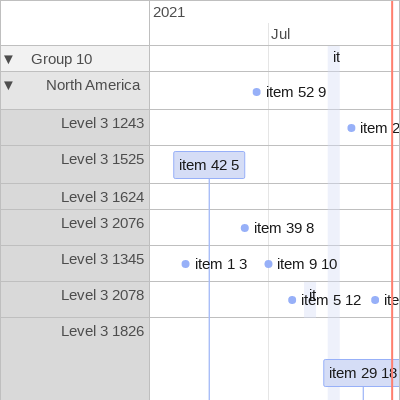 2021
Jul
▼ Group 10
it
▼ North America
item 52 9
Level 3 1243
item 2
Level 3 1525
item 42 5
Level 3 1624
Level 3 2076
item 39 8
Level 3 1345
item 1 3
item 9 10
Level 3 2078
it
item 5 12
ite
Level 3 1826
item 29 18